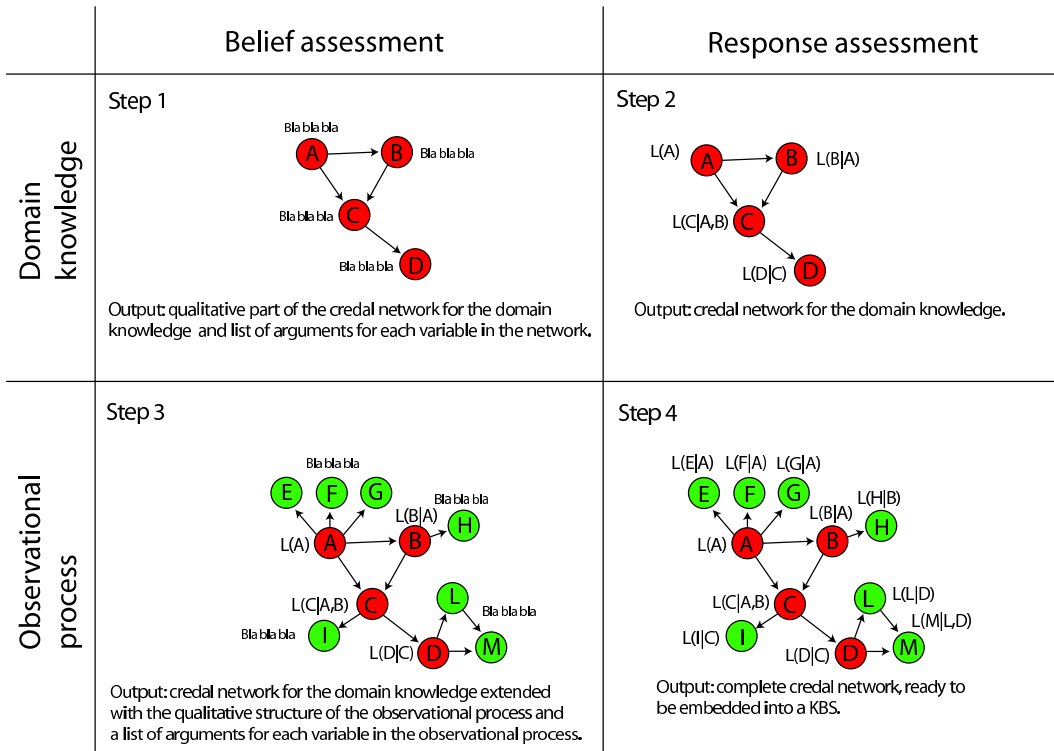 Belief assessment
Response assessment
Domain
knowledge
Step 1
Bla bla bla
A
B
Bla bla bla
Bla bla bla
C
Bla bla bla
D
Output: qualitative part of the credal network for the domain
knowledge and list of arguments for each variable in the network.
Step 2
L(A)
A
B
L(B|A)
L(C|A,B)
C
L(D|C)
D
Output: credal network for the domain knowledge.
Observational
process
Step 3
Bla bla bla
E
F
G
Bla bla bla
L(B|A)
H
L(A)
A
B
L(C|A,B)
C
L
Bla bla bla
Bla bla bla
I
L(D|C)
D
M
Output: credal network for the domain knowledge extended
with the qualitative structure of the observational process and
a list of arguments for each variable in the observational process.
Step 4
L(E|A)
L(F|A)
L(G|A)
E
F
G
L(H|B)
L(B|A)
H
L(A)
A
B
L(C|A,B)
C
L
L(L|D)
L(M|L,D)
L(I|C)
I
L(D|C)
D
M
Output: complete credal network, ready to
be embedded into a KBS.